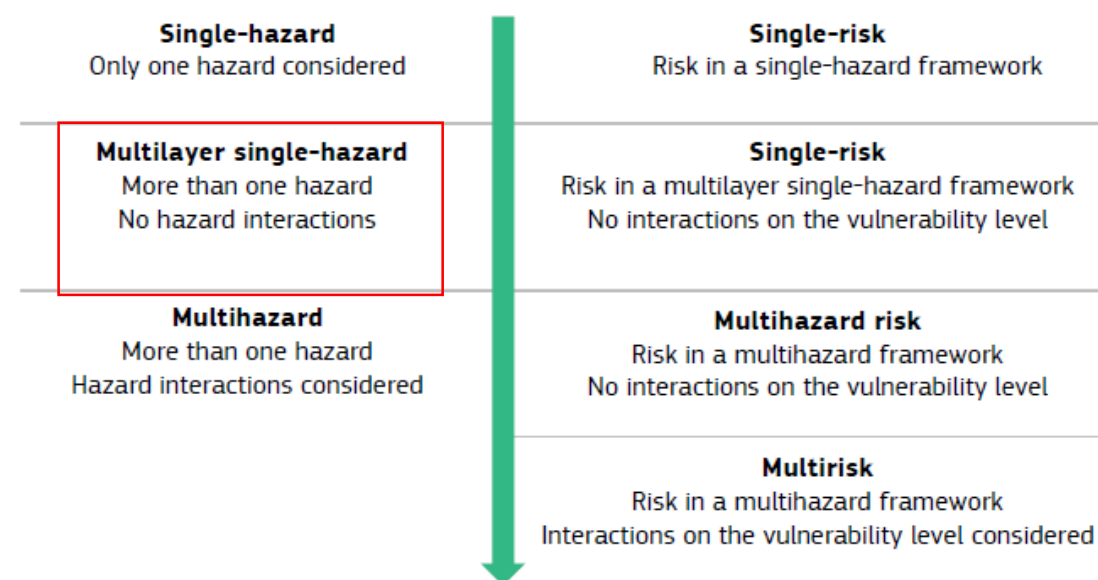 Single-hazard
Only one hazard considered
Single-risk
Risk in a single-hazard framework
Multilayer single-hazard
More than one hazard
No hazard interactions
Single-risk
Risk in a multilayer single-hazard framework
No interactions on the vulnerability level
Multihazard
More than one hazard
Hazard interactions considered
Multihazard risk
Risk in a multihazard framework
No interactions on the vulnerability level
Multirisk
Risk in a multihazard framework
Interactions on the vulnerability level considered